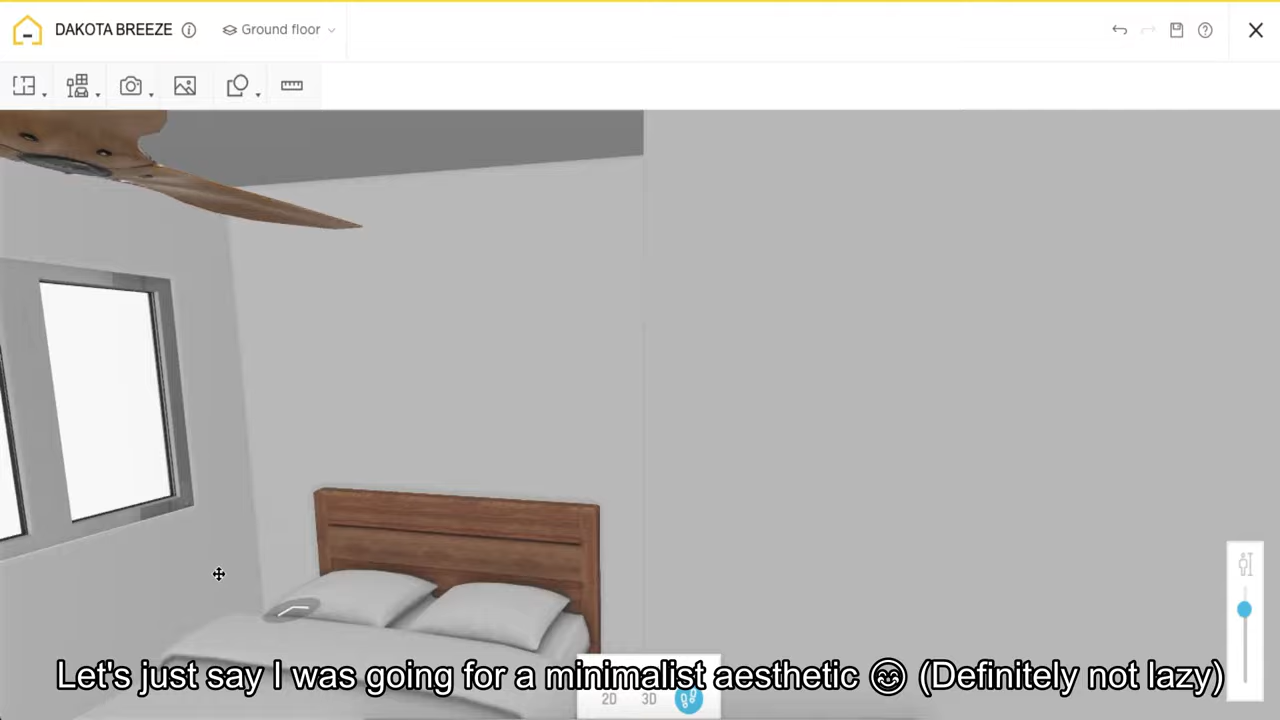 DAKOTA BREEZE
Ground floor
Let's just say I was going for a minimalist aesthetic 😊 (Definitely not lazy)
2D 3D